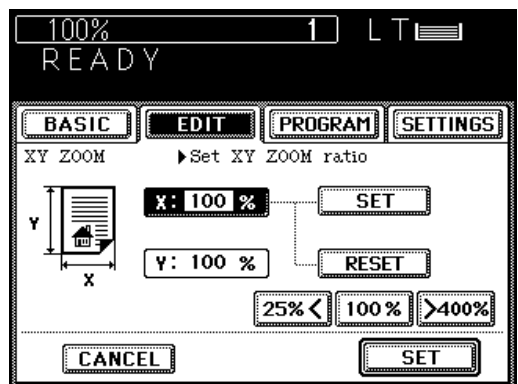 100% 1 LT
READY
BASIC EDIT PROGRAM SETTINGS
XY ZOOM ▶Set XY ZOOM ratio
X: 100 % SET
Y
Y: 100 % RESET
X
25%< 100% >400%
CANCEL SET